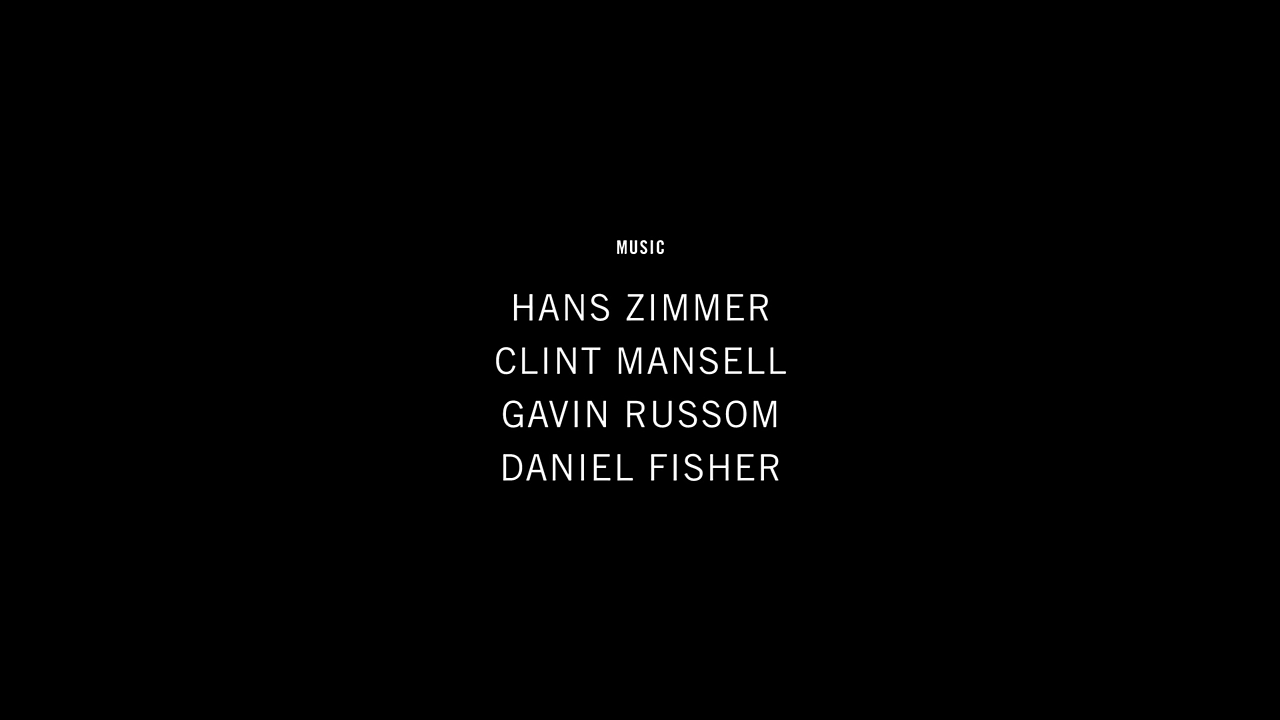 MUSIC
HANS ZIMMER
CLINT MANSELL
GAVIN RUSSOM
DANIEL FISHER